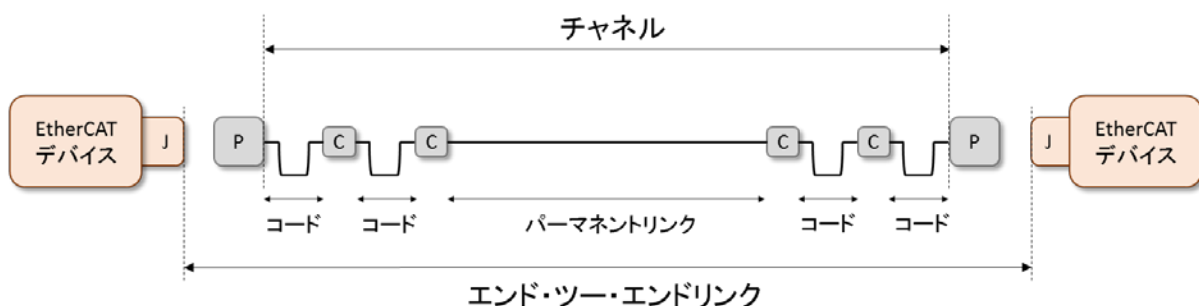 チャネル
EtherCAT
デバイス
J
P
C
C
C
C
P
J
EtherCAT
デバイス
コード
コード
パーマネントリンク
コード
コード
エンド・ツー・エンドリンク